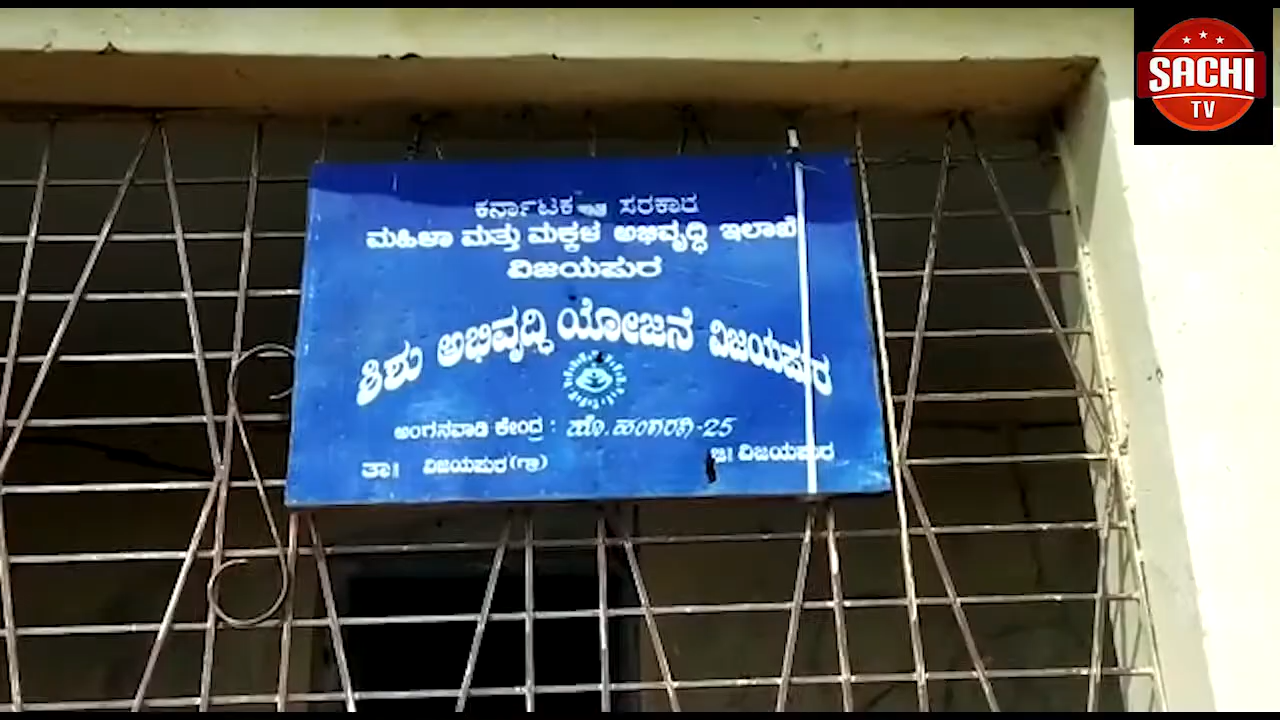 SACHI
TV
ಕರ್ನಾಟಕ ಸರಕಾರ
ಮಹಿಳಾ ಮತ್ತು ಮಕ್ಕಳ ಅಭಿವೃದ್ಧಿ ಇಲಾಖೆ
ವಿಜಯಪುರ
ಶಿಶು ಅಭಿವೃದ್ಧಿ ಯೋಜನೆ ವಿಜಯಪುರ
ಅಂಗನವಾಡಿ ಕೇಂದ್ರ : ಹೊ.ಹಂಗರಗಿ-25
ತಾ॥ ವಿಜಯಪುರ(ಗ್ರಾ) ಜಿ॥ ವಿಜಯಪುರ